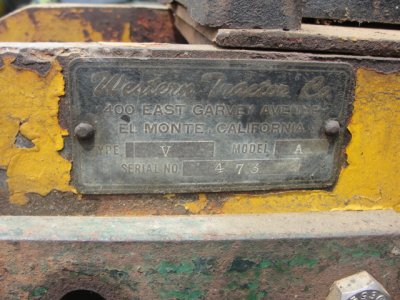 Western Tractor Co.
400 EAST GARVEY AVENUE
EL MONTE, CALIFORNIA
TYPE V MODEL A
SERIAL NO. 473